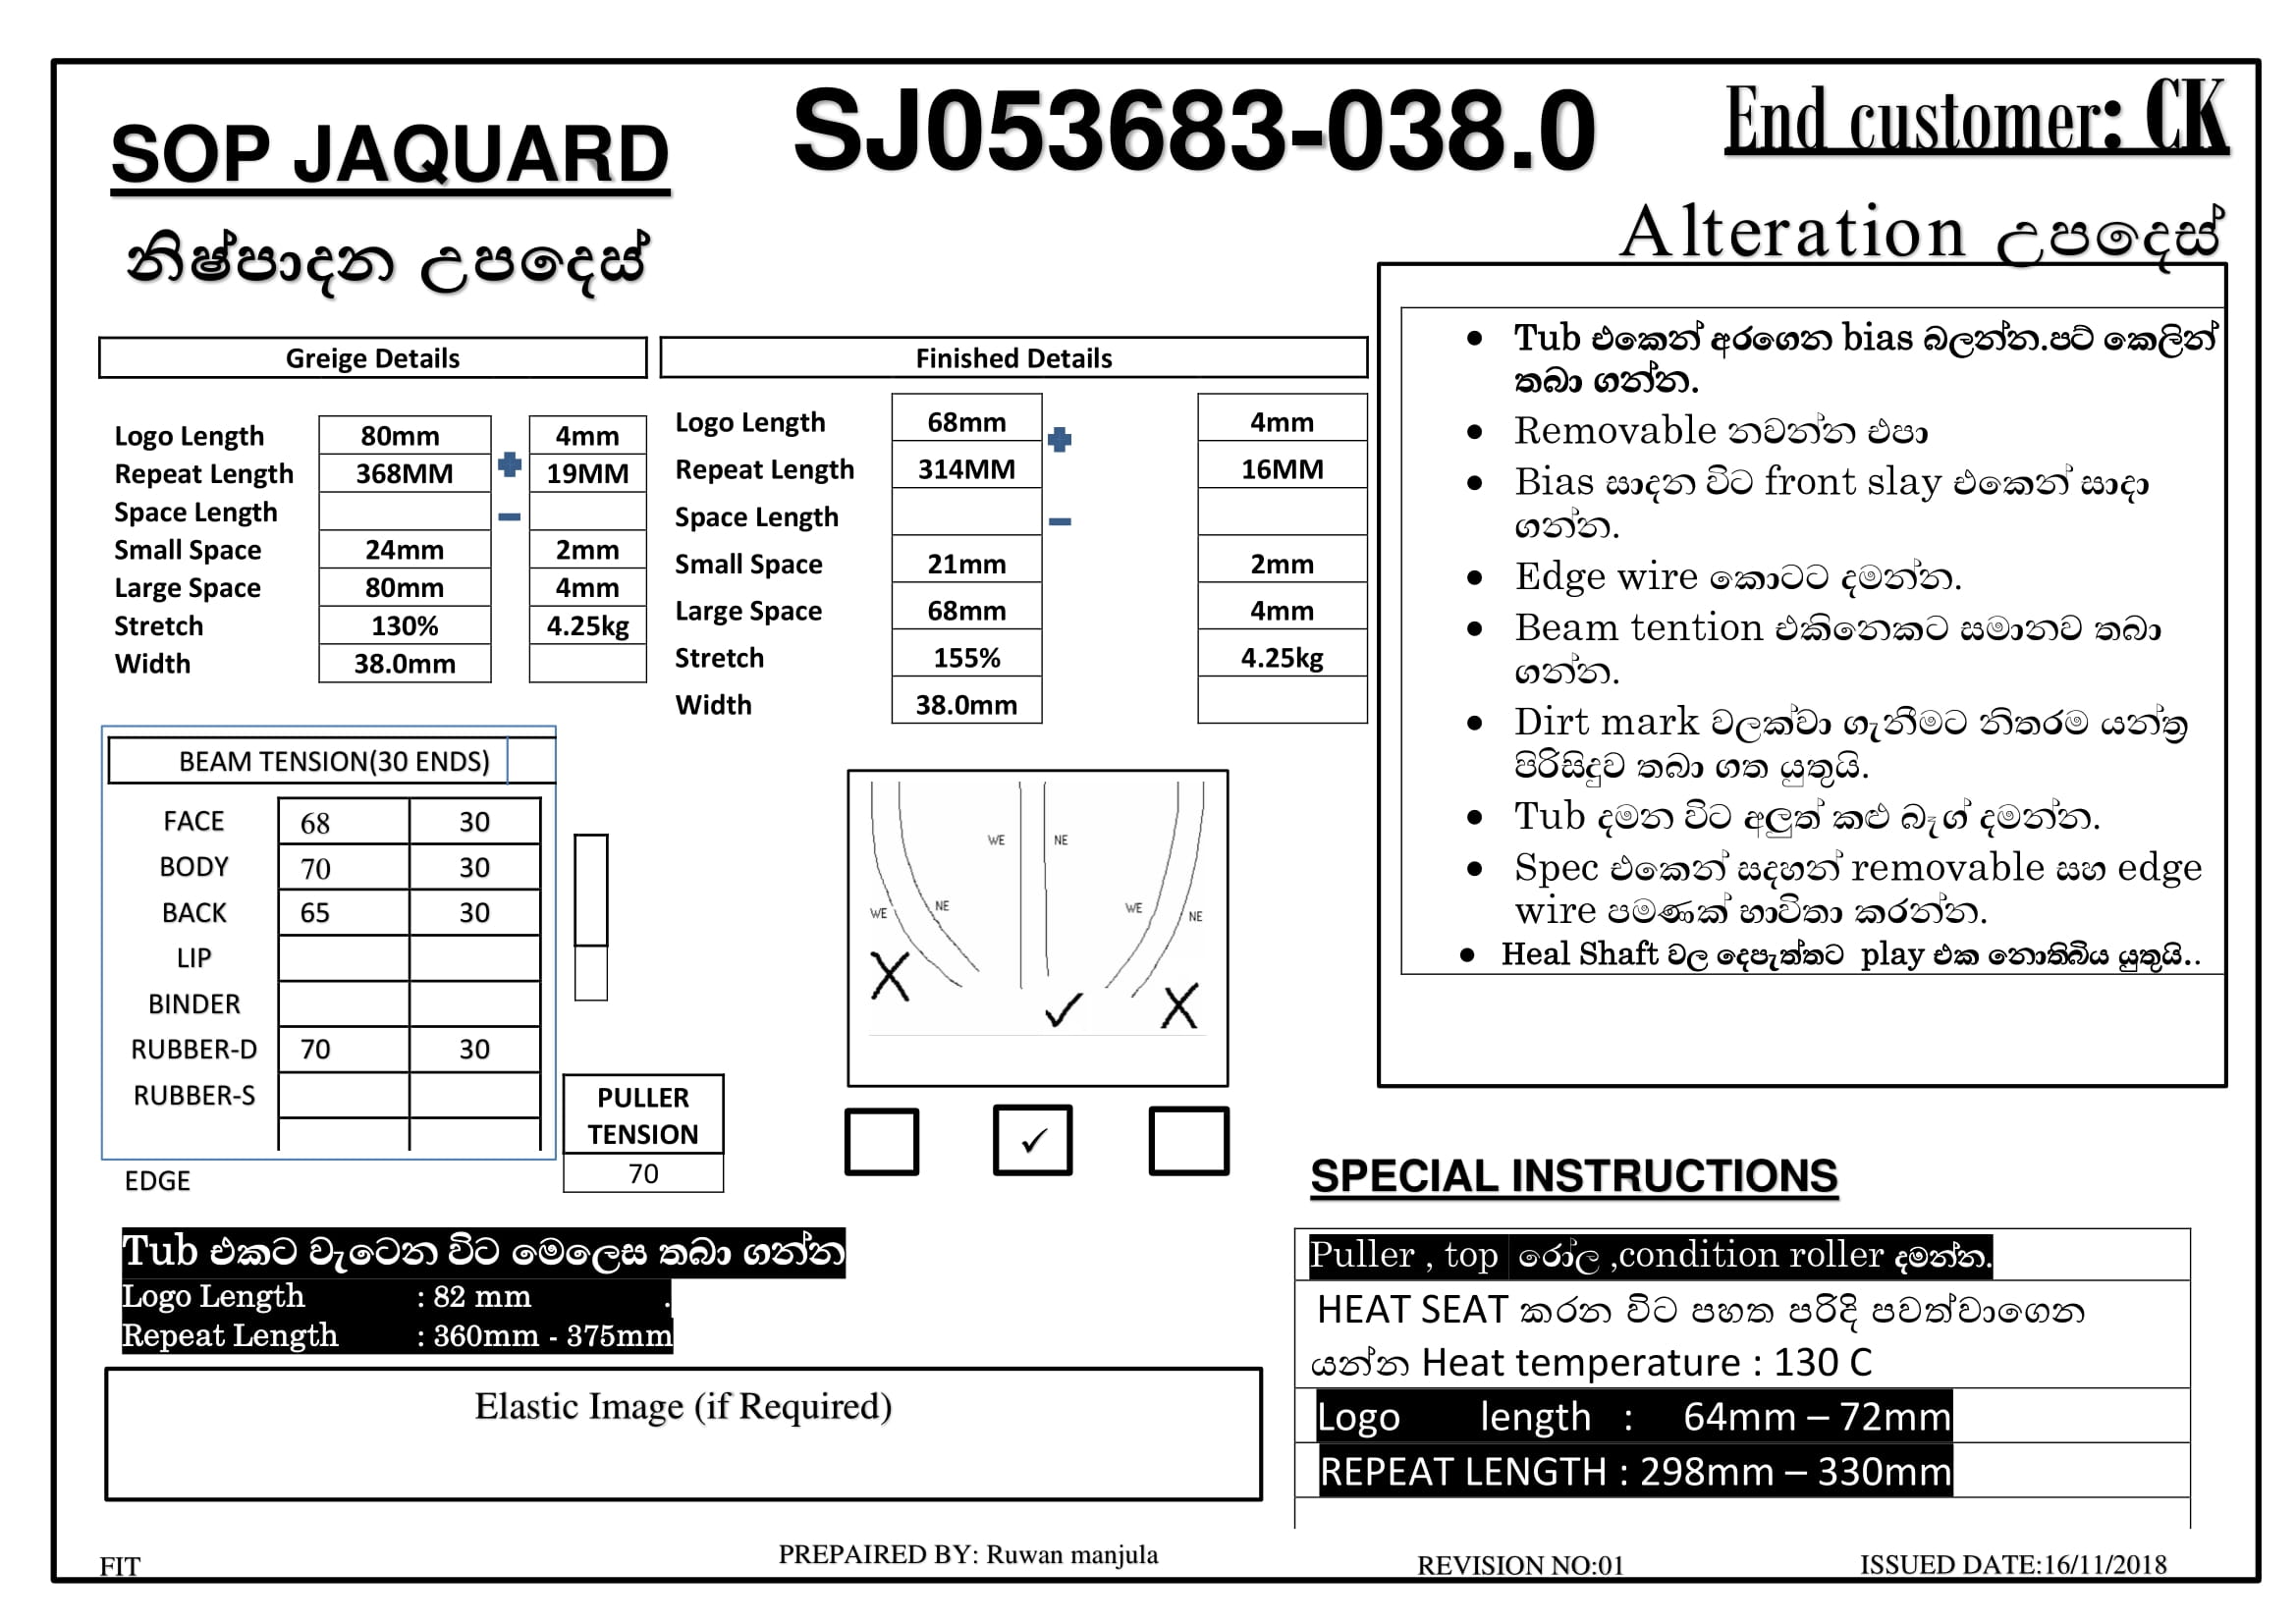 SOP JAQUARD
SJ053683-038.0
End customer: CK
නිෂ්පාදන උපදෙස්
Alteration උපදෙස්
Greige Details
Logo Length 80mm 4mm
Repeat Length 368MM + 19MM
Space Length –
Small Space 24mm 2mm
Large Space 80mm 4mm
Stretch 130% 4.25kg
Width 38.0mm
Finished Details
Logo Length 68mm + 4mm
Repeat Length 314MM 16MM
Space Length –
Small Space 21mm 2mm
Large Space 68mm 4mm
Stretch 155% 4.25kg
Width 38.0mm
• Tub එකෙන් අරගෙන bias බලන්න.පටි කෙලින්
තබා ගන්න.
• Removable නවන්න එපා
• Bias සාදන විට front slay එකෙන් සාදා
ගන්න.
• Edge wire කොටට දමන්න.
• Beam tention එකිනෙකට සමානව තබා
ගන්න.
• Dirt mark වලක්වා ගැනීමට නිතරම යන්ත්‍ර
පිරිසිදුව තබා ගත යුතුයි.
• Tub දමන විට අලුත් කළු බෑග් දමන්න.
• Spec එකෙන් සදහන් removable සහ edge
wire පමණක් භාවිතා කරන්න.
• Heal Shaft වල දෙපැත්තට play එක නොතිබිය යුතුයි..
BEAM TENSION(30 ENDS)
FACE 68 30
BODY 70 30
BACK 65 30
LIP
BINDER
RUBBER-D 70 30
RUBBER-S
EDGE
PULLER
TENSION
70
WE NE
WE NE
WE NE
X ✓ X
✓
Tub එකට වැටෙන විට මෙලෙස තබා ගන්න
Logo Length : 82 mm .
Repeat Length : 360mm - 375mm
Elastic Image (if Required)
SPECIAL INSTRUCTIONS
Puller , top රෝල ,condition roller දමන්න.
HEAT SEAT කරන විට පහත පරිදි පවත්වාගෙන
යන්න Heat temperature : 130 C
Logo length : 64mm – 72mm
REPEAT LENGTH : 298mm – 330mm
FIT
PREPAIRED BY: Ruwan manjula
REVISION NO:01
ISSUED DATE:16/11/2018